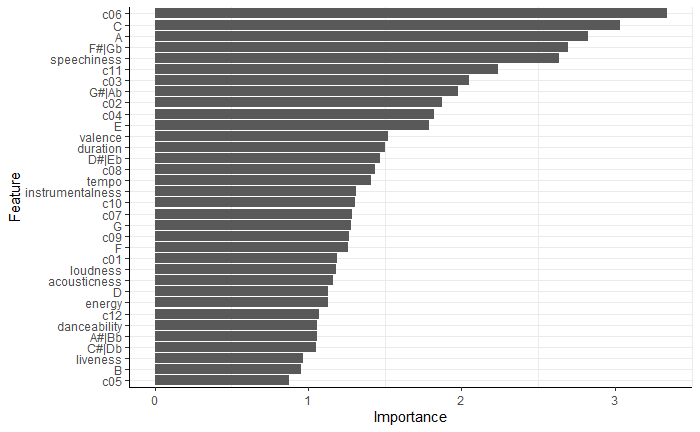 c06
C
A
F#|Gb
speechiness
c11
c03
G#|Ab
c02
c04
E
valence
duration
D#|Eb
c08
tempo
instrumentalness
c10
c07
G
c09
F
c01
loudness
acousticness
D
energy
c12
danceability
A#|Bb
C#|Db
liveness
B
c05
Feature
0 1 2 3
Importance